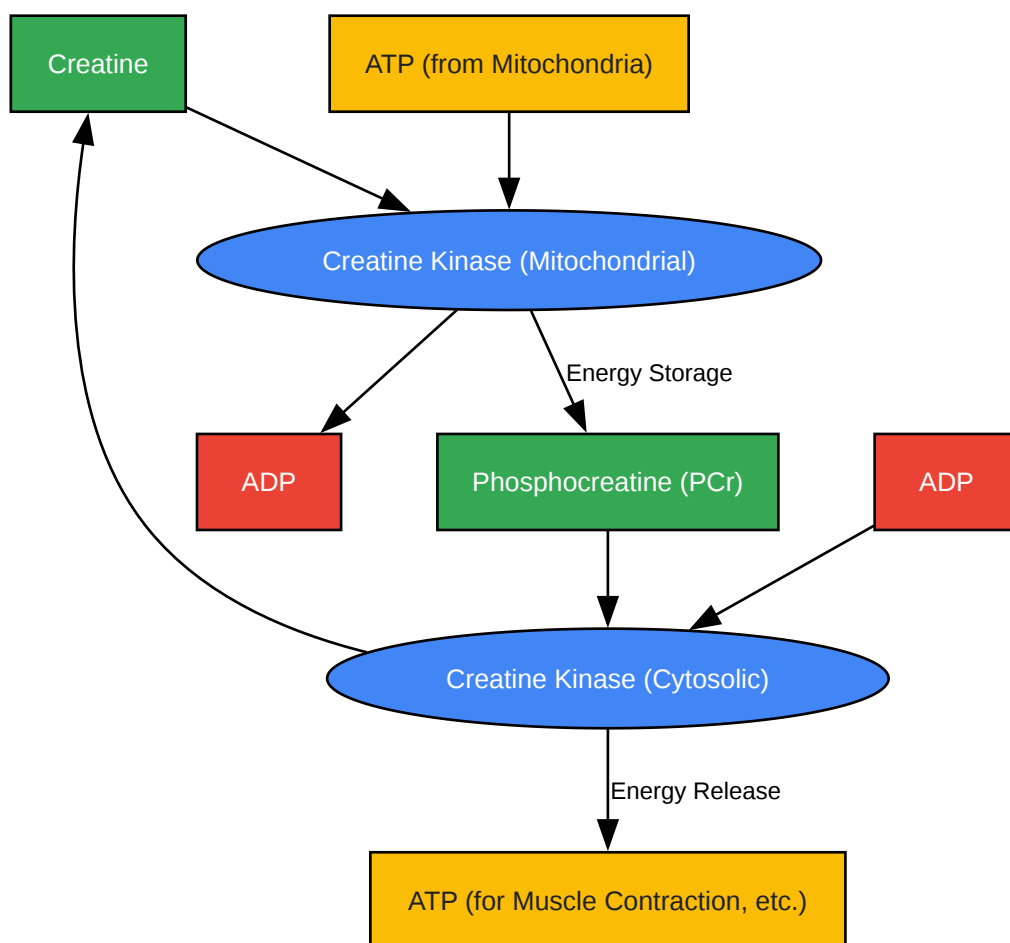 Creatine
ATP (from Mitochondria)
Creatine Kinase (Mitochondrial)
Energy Storage
ADP
Phosphocreatine (PCr)
ADP
Creatine Kinase (Cytosolic)
Energy Release
ATP (for Muscle Contraction, etc.)